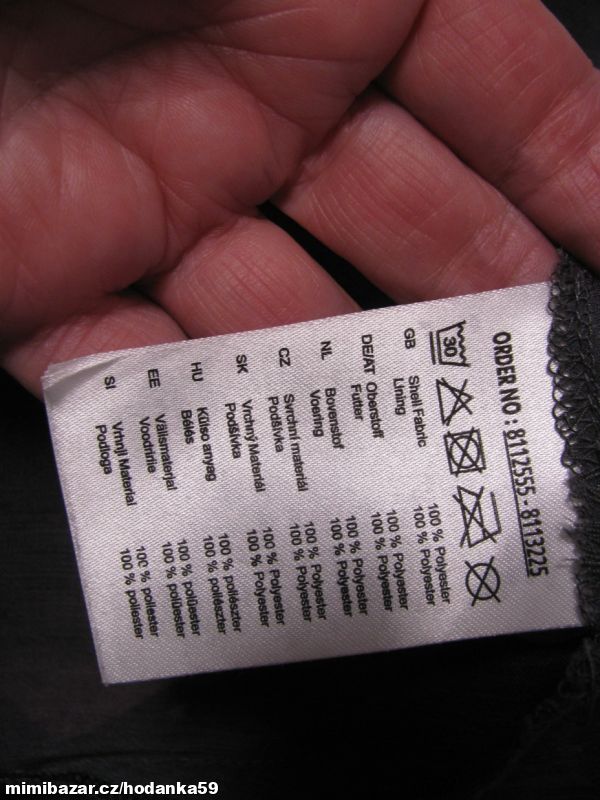 ORDER NO : 8112555 - 8113225
30
GB Shell Fabric 100 % Polyester
Lining 100 % Polyester
DE/AT Oberstoff 100 % Polyester
Futter 100 % Polyester
NL Bovenstof 100 % Polyester
Voering 100 % Polyester
CZ Svrchní materiál 100 % Polyester
Podšívka 100 % Polyester
SK Vrchný Materiál 100 % Polyester
Podšívka 100 % Polyester
HU Külso anyag 100 % poliészter
Bélés 100 % poliészter
EE Välismaterjal 100 % polüester
Voodririie 100 % polüester
SI Vrhnji Material 100 % poliester
Podloga 100 % poliester
mimibazar.cz/hodanka59